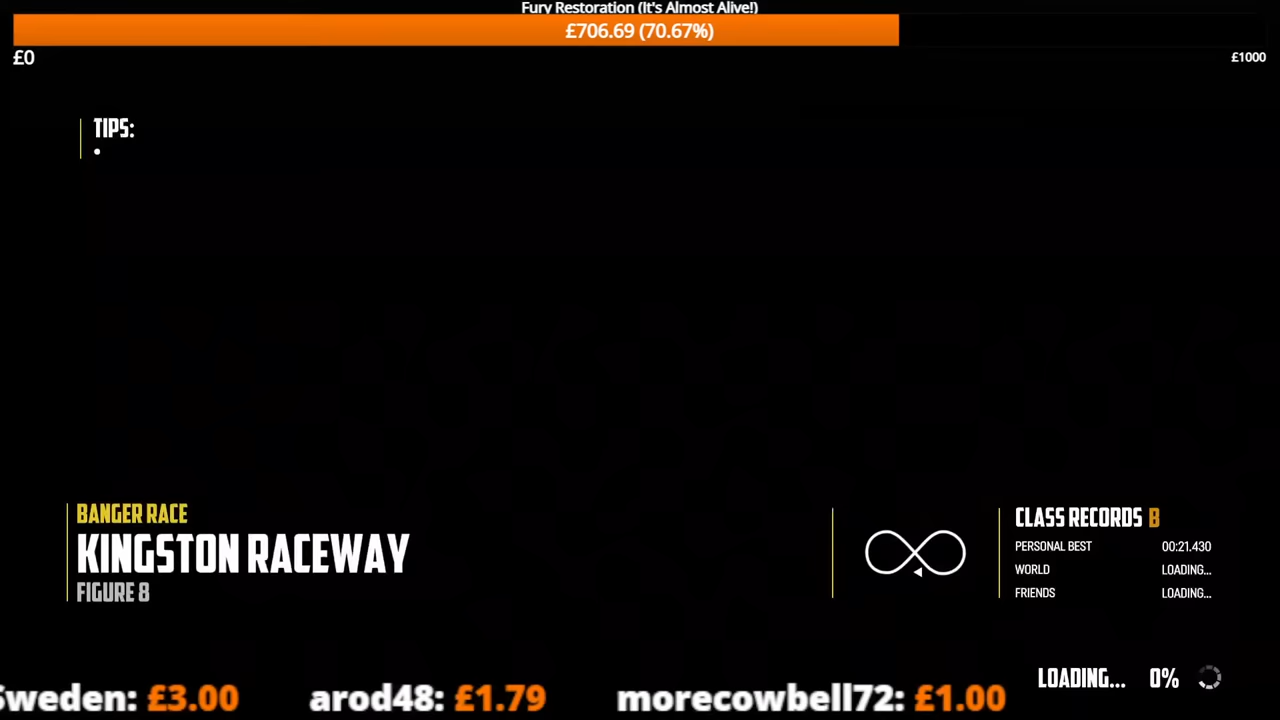 Fury Restoration (It's Almost Alive!)
£706.69 (70.67%)
£0
£1000
TIPS:
•
BANGER RACE
KINGSTON RACEWAY
FIGURE 8
CLASS RECORDS B
PERSONAL BEST 00:21.430
WORLD LOADING...
FRIENDS LOADING...
LOADING... 0%
Sweden: £3.00 arod48: £1.79 morecowbell72: £1.00